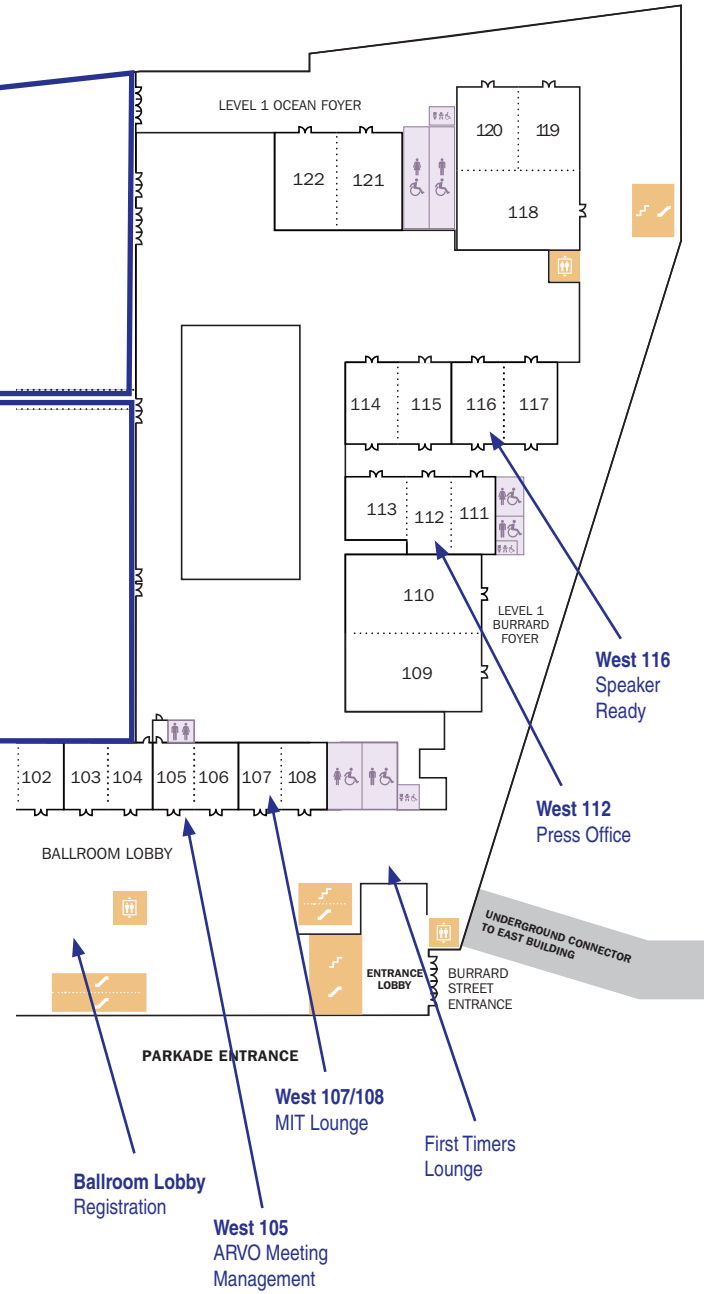 LEVEL 1 OCEAN FOYER
120
119
122
121
118
114
115
116
117
113
112
111
110
LEVEL 1
BURRARD
FOYER
109
West 116
Speaker
Ready
102
103
104
105
106
107
108
West 112
Press Office
BALLROOM LOBBY
UNDERGROUND CONNECTOR
TO EAST BUILDING
ENTRANCE
LOBBY
BURRARD
STREET
ENTRANCE
PARKADE ENTRANCE
West 107/108
MIT Lounge
First Timers
Lounge
Ballroom Lobby
Registration
West 105
ARVO Meeting
Management